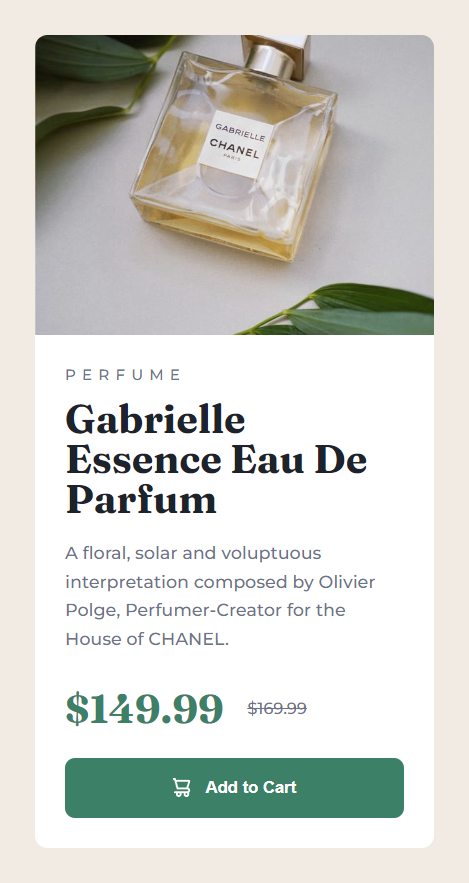 GABRIELLE
CHANEL
PARIS
PERFUME
Gabrielle
Essence Eau De
Parfum
A floral, solar and voluptuous
interpretation composed by Olivier
Polge, Perfumer-Creator for the
House of CHANEL.
$149.99 $169.99
Add to Cart